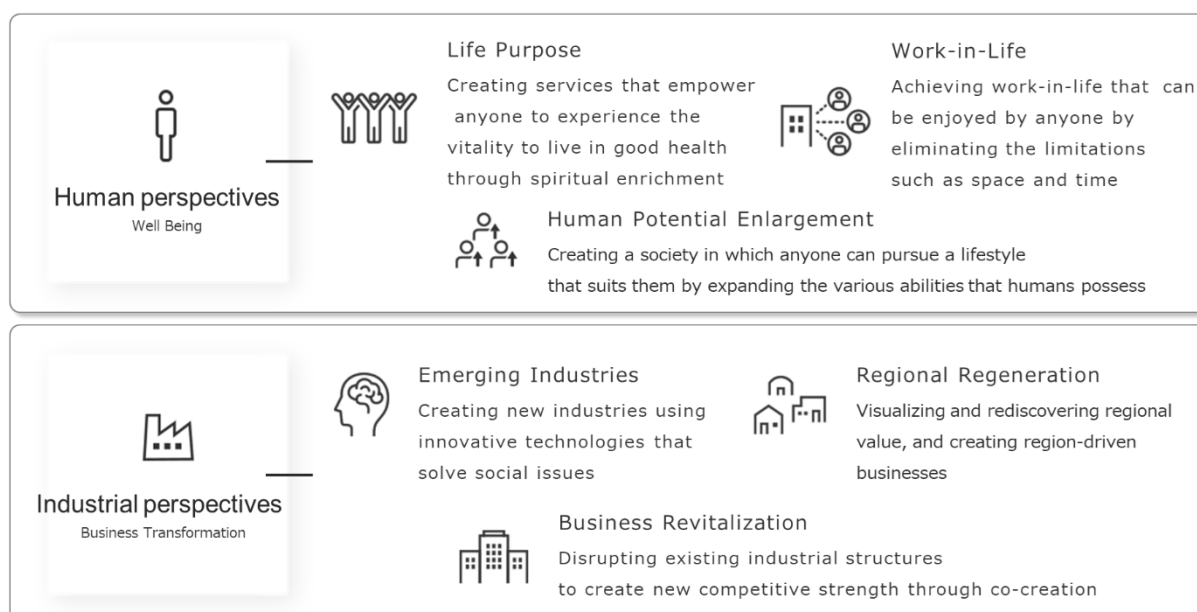 Human perspectives
Well Being
Life Purpose
Creating services that empower
anyone to experience the
vitality to live in good health
through spiritual enrichment
Work-in-Life
Achieving work-in-life that can
be enjoyed by anyone by
eliminating the limitations
such as space and time
Human Potential Enlargement
Creating a society in which anyone can pursue a lifestyle
that suits them by expanding the various abilities that humans possess
Industrial perspectives
Business Transformation
Emerging Industries
Creating new industries using
innovative technologies that
solve social issues
Regional Regeneration
Visualizing and rediscovering regional
value, and creating region-driven
businesses
Business Revitalization
Disrupting existing industrial structures
to create new competitive strength through co-creation